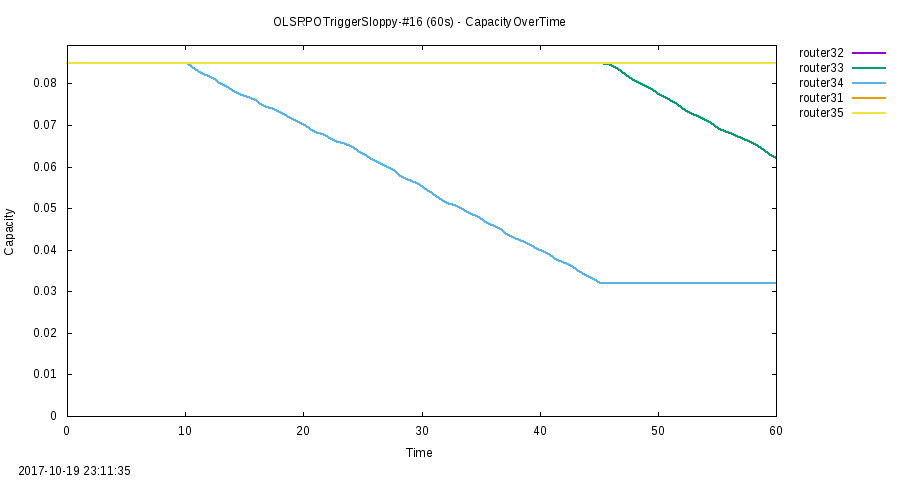 OLSRPOTriggerSloppy-#16 (60s) - CapacityOverTime
router32
router33
router34
router31
router35
0.08
0.07
0.06
0.05
0.04
0.03
0.02
0.01
0
Capacity
0 10 20 30 40 50 60
Time
2017-10-19 23:11:35